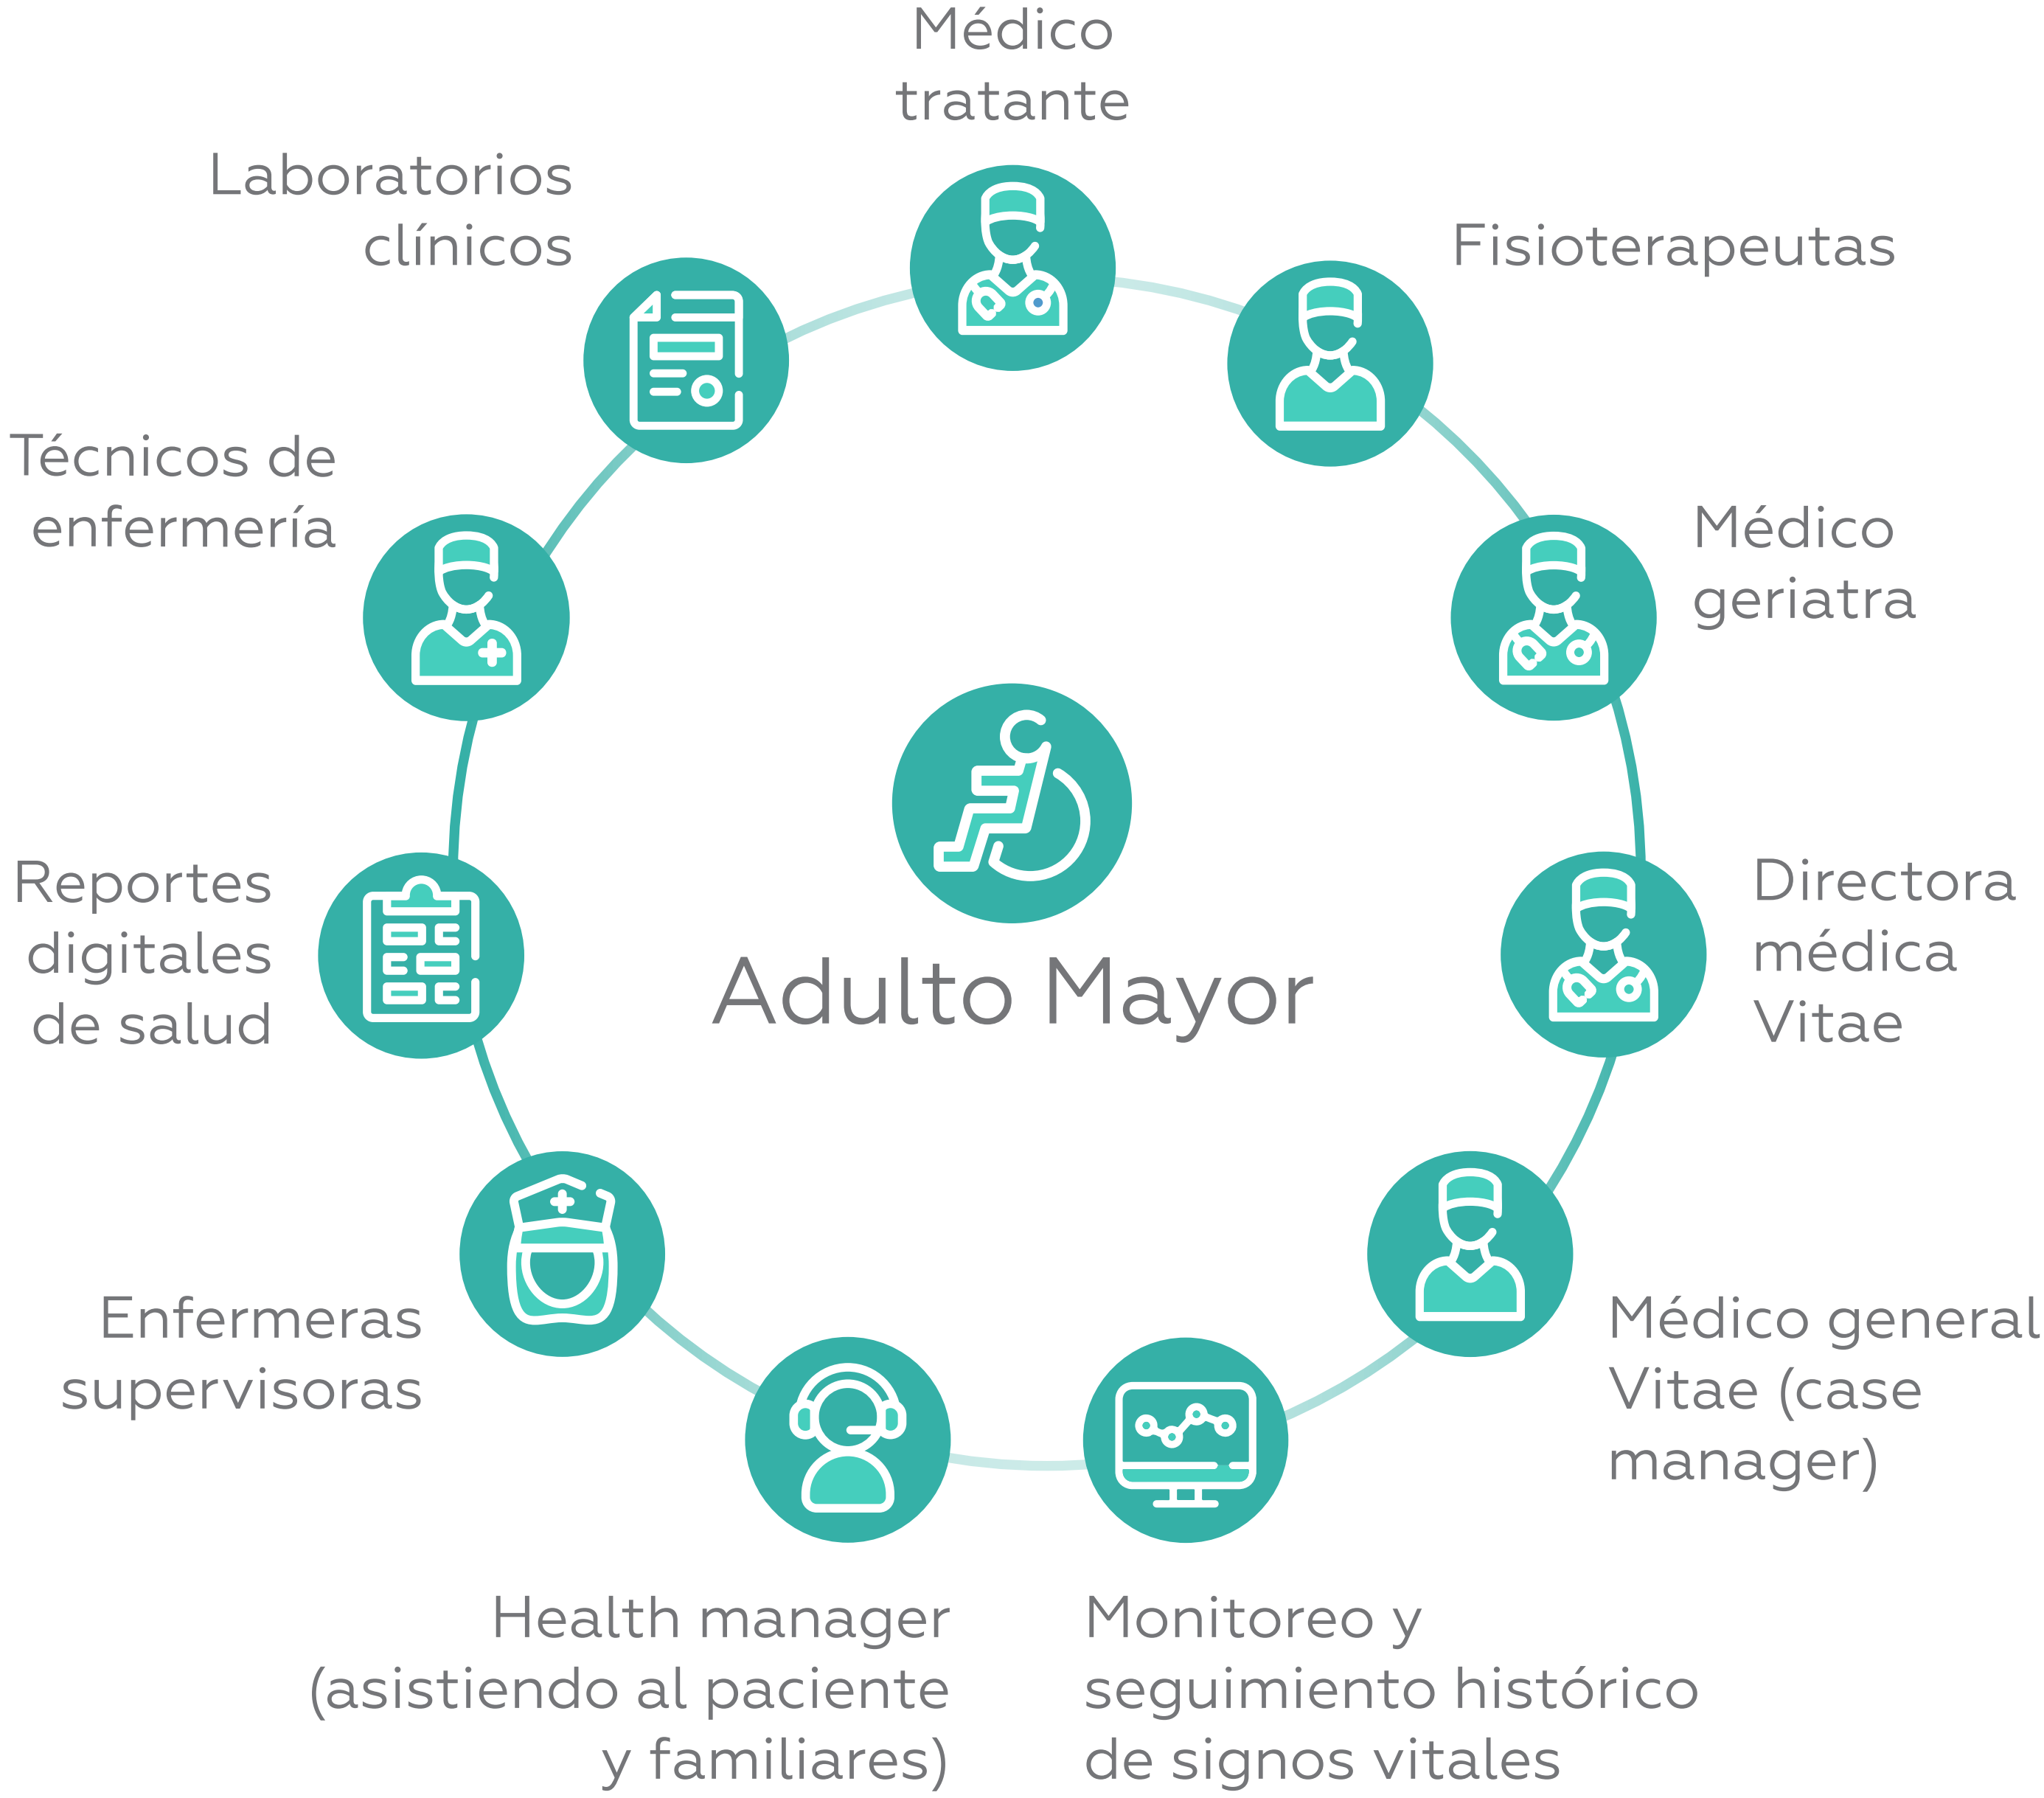 Médico
tratante
Laboratorios
clínicos
Fisioterapeutas
Técnicos de
enfermería
Médico
geriatra
Reportes
digitales
de salud
Adulto Mayor
Directora
médica
Vitae
Enfermeras
supervisoras
Médico general
Vitae (case
manager)
Health manager
(asistiendo al paciente
y familiares)
Monitoreo y
seguimiento histórico
de signos vitales